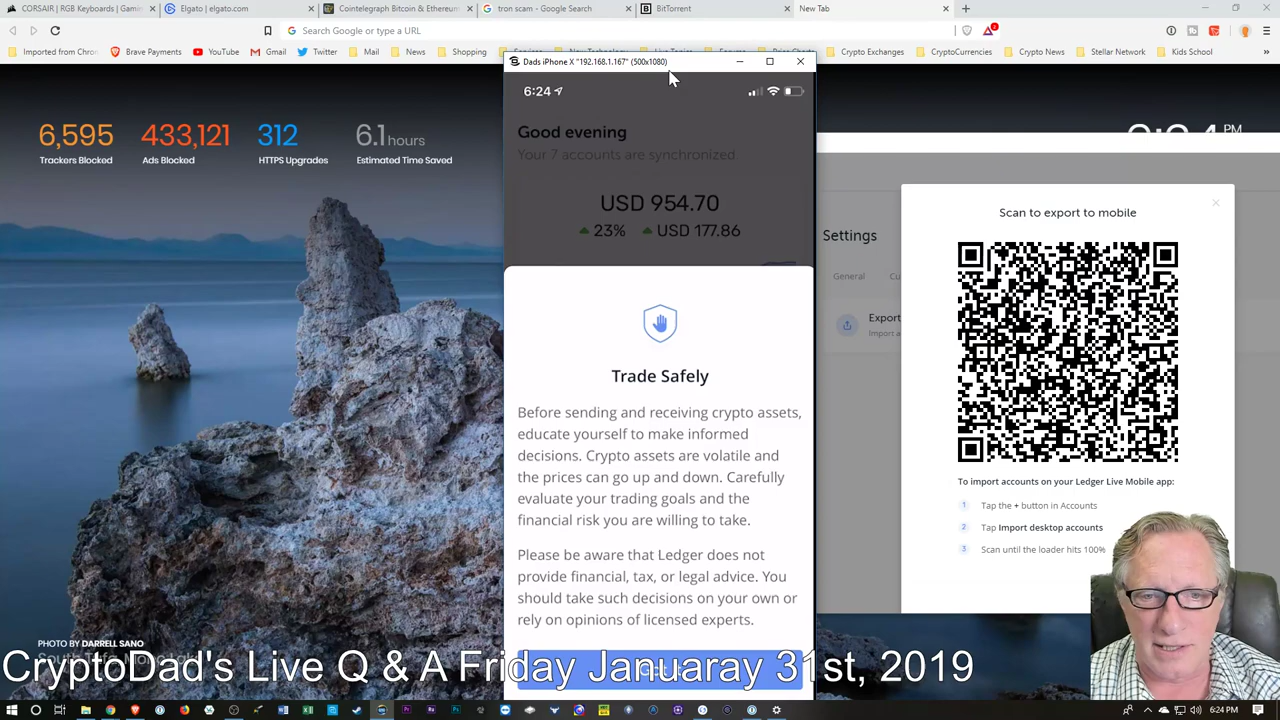 CORSAIR | RGB Keyboards | Gami
Elgato | elgato.com
Cointelegraph Bitcoin & Ethereum
tron scam - Google Search
BitTorrent
New Tab
Search Google or type a URL
Imported from Chrom
Brave Payments
YouTube
Gmail
Twitter
Mail
News
Shopping
Crypto Exchanges
CryptoCurrencies
Crypto News
Stellar Network
Kids School
Dads iPhone X "192.168.1.167" (500x1080)
6:24
6,595
Trackers Blocked
433,121
Ads Blocked
312
HTTPS Upgrades
6.1 hours
Estimated Time Saved
PM
Good evening
Your 7 accounts are synchronized
USD 954.70
23% USD 177.86
Trade Safely
Before sending and receiving crypto assets,
educate yourself to make informed
decisions. Crypto assets are volatile and
the prices can go up and down. Carefully
evaluate your trading goals and the
financial risk you are willing to take.
Please be aware that Ledger does not
provide financial, tax, or legal advice. You
should take such decisions on your own or
rely on opinions of licensed experts.
Settings
General
Cu
Export
Import a
Scan to export to mobile
To import accounts on your Ledger Live Mobile app:
1 Tap the + button in Accounts
2 Tap Import desktop accounts
3 Scan until the loader hits 100%
PHOTO BY DARRELL SANO
CryptoDad's Live Q & A Friday Januaray 31st, 2019
6:24 PM